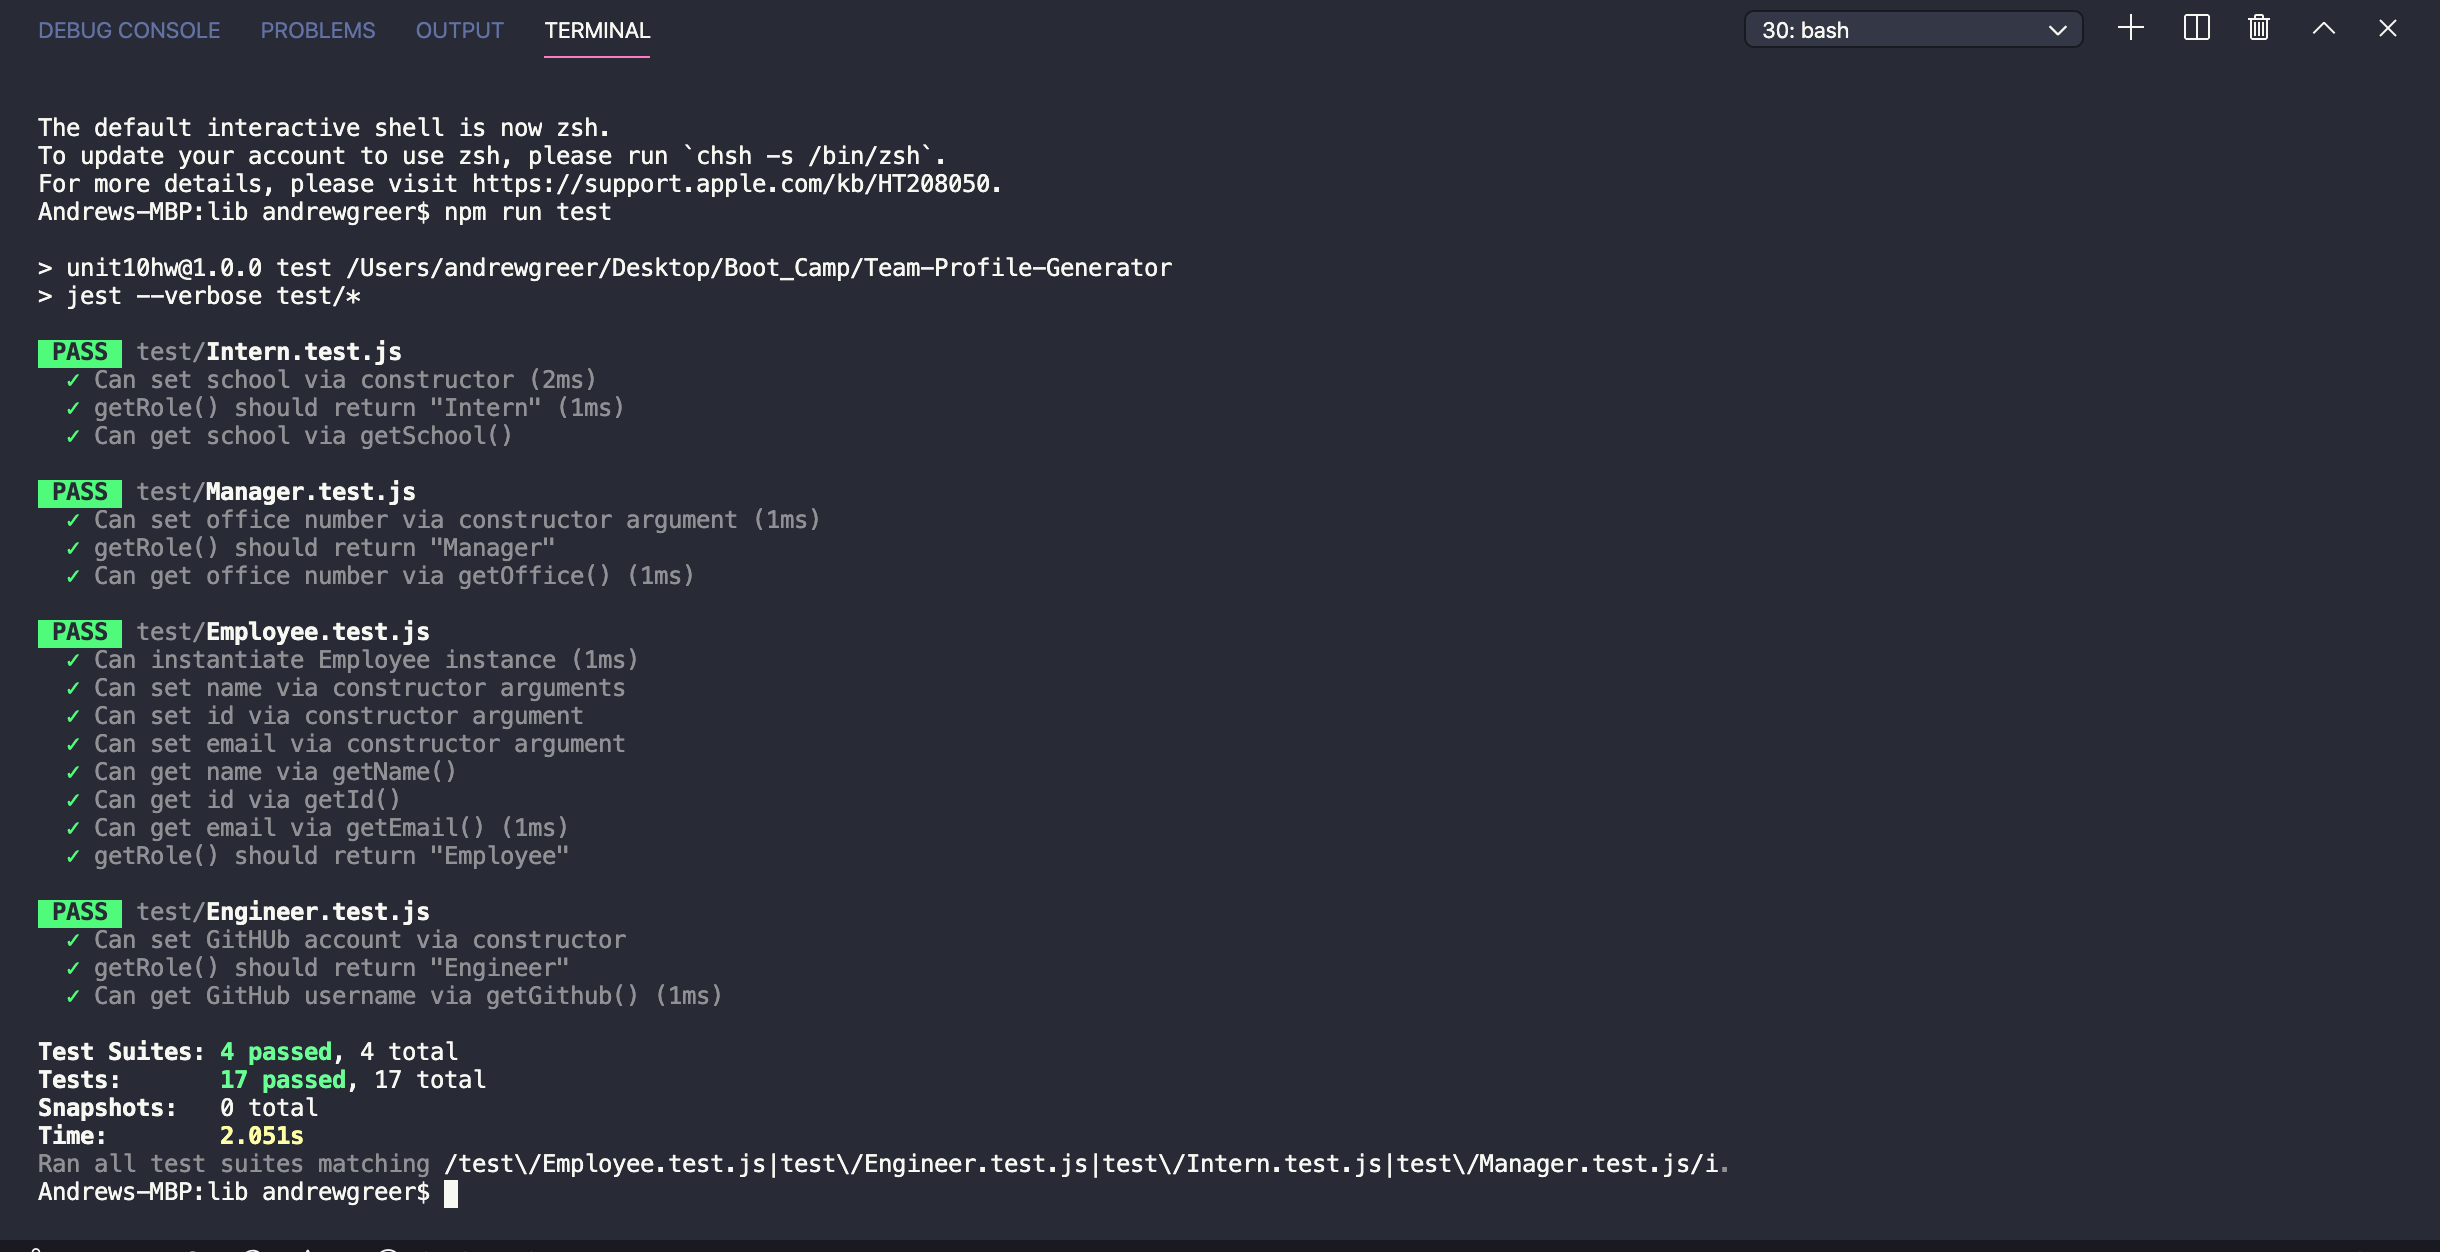 DEBUG CONSOLE PROBLEMS OUTPUT TERMINAL 30: bash
The default interactive shell is now zsh.
To update your account to use zsh, please run `chsh -s /bin/zsh`.
For more details, please visit https://support.apple.com/kb/HT208050.
Andrews-MBP:lib andrewgreer$ npm run test
> unit10hw@1.0.0 test /Users/andrewgreer/Desktop/Boot_Camp/Team-Profile-Generator
> jest --verbose test/*
PASS test/Intern.test.js
✓ Can set school via constructor (2ms)
✓ getRole() should return "Intern" (1ms)
✓ Can get school via getSchool()
PASS test/Manager.test.js
✓ Can set office number via constructor argument (1ms)
✓ getRole() should return "Manager"
✓ Can get office number via getOffice() (1ms)
PASS test/Employee.test.js
✓ Can instantiate Employee instance (1ms)
✓ Can set name via constructor arguments
✓ Can set id via constructor argument
✓ Can set email via constructor argument
✓ Can get name via getName()
✓ Can get id via getId()
✓ Can get email via getEmail() (1ms)
✓ getRole() should return "Employee"
PASS test/Engineer.test.js
✓ Can set GitHUb account via constructor
✓ getRole() should return "Engineer"
✓ Can get GitHub username via getGithub() (1ms)
Test Suites: 4 passed, 4 total
Tests: 17 passed, 17 total
Snapshots: 0 total
Time: 2.051s
Ran all test suites matching /test\/Employee.test.js|test\/Engineer.test.js|test\/Intern.test.js|test\/Manager.test.js/i.
Andrews-MBP:lib andrewgreer$